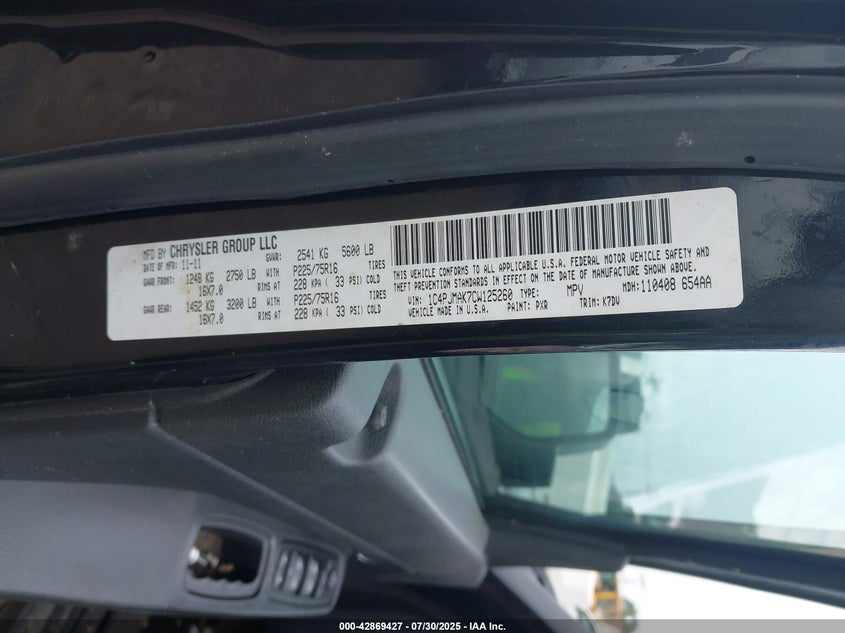 MFD BY CHRYSLER GROUP LLC
DATE OF MFR: 11-11 GVWR: 2541 KG 5600 LB
GAWR FRONT: 1248 KG 2750 LB WITH P225/75R16 TIRES
16X7.0 RIMS AT 228 KPA ( 33 PSI) COLD
GAWR REAR: 1452 KG 3200 LB WITH P225/75R16 TIRES
16X7.0 RIMS AT 228 KPA ( 33 PSI) COLD
THIS VEHICLE CONFORMS TO ALL APPLICABLE U.S.A. FEDERAL MOTOR VEHICLE SAFETY AND
THEFT PREVENTION STANDARDS IN EFFECT ON THE DATE OF MANUFACTURE SHOWN ABOVE.
VIN: 1C4PJMAK7CW125260 TYPE: MPV MDH: 110408 654AA
VEHICLE MADE IN U.S.A. PAINT: PXR TRIM: K7DV
000-42869427 - 07/30/2025 - IAA Inc.